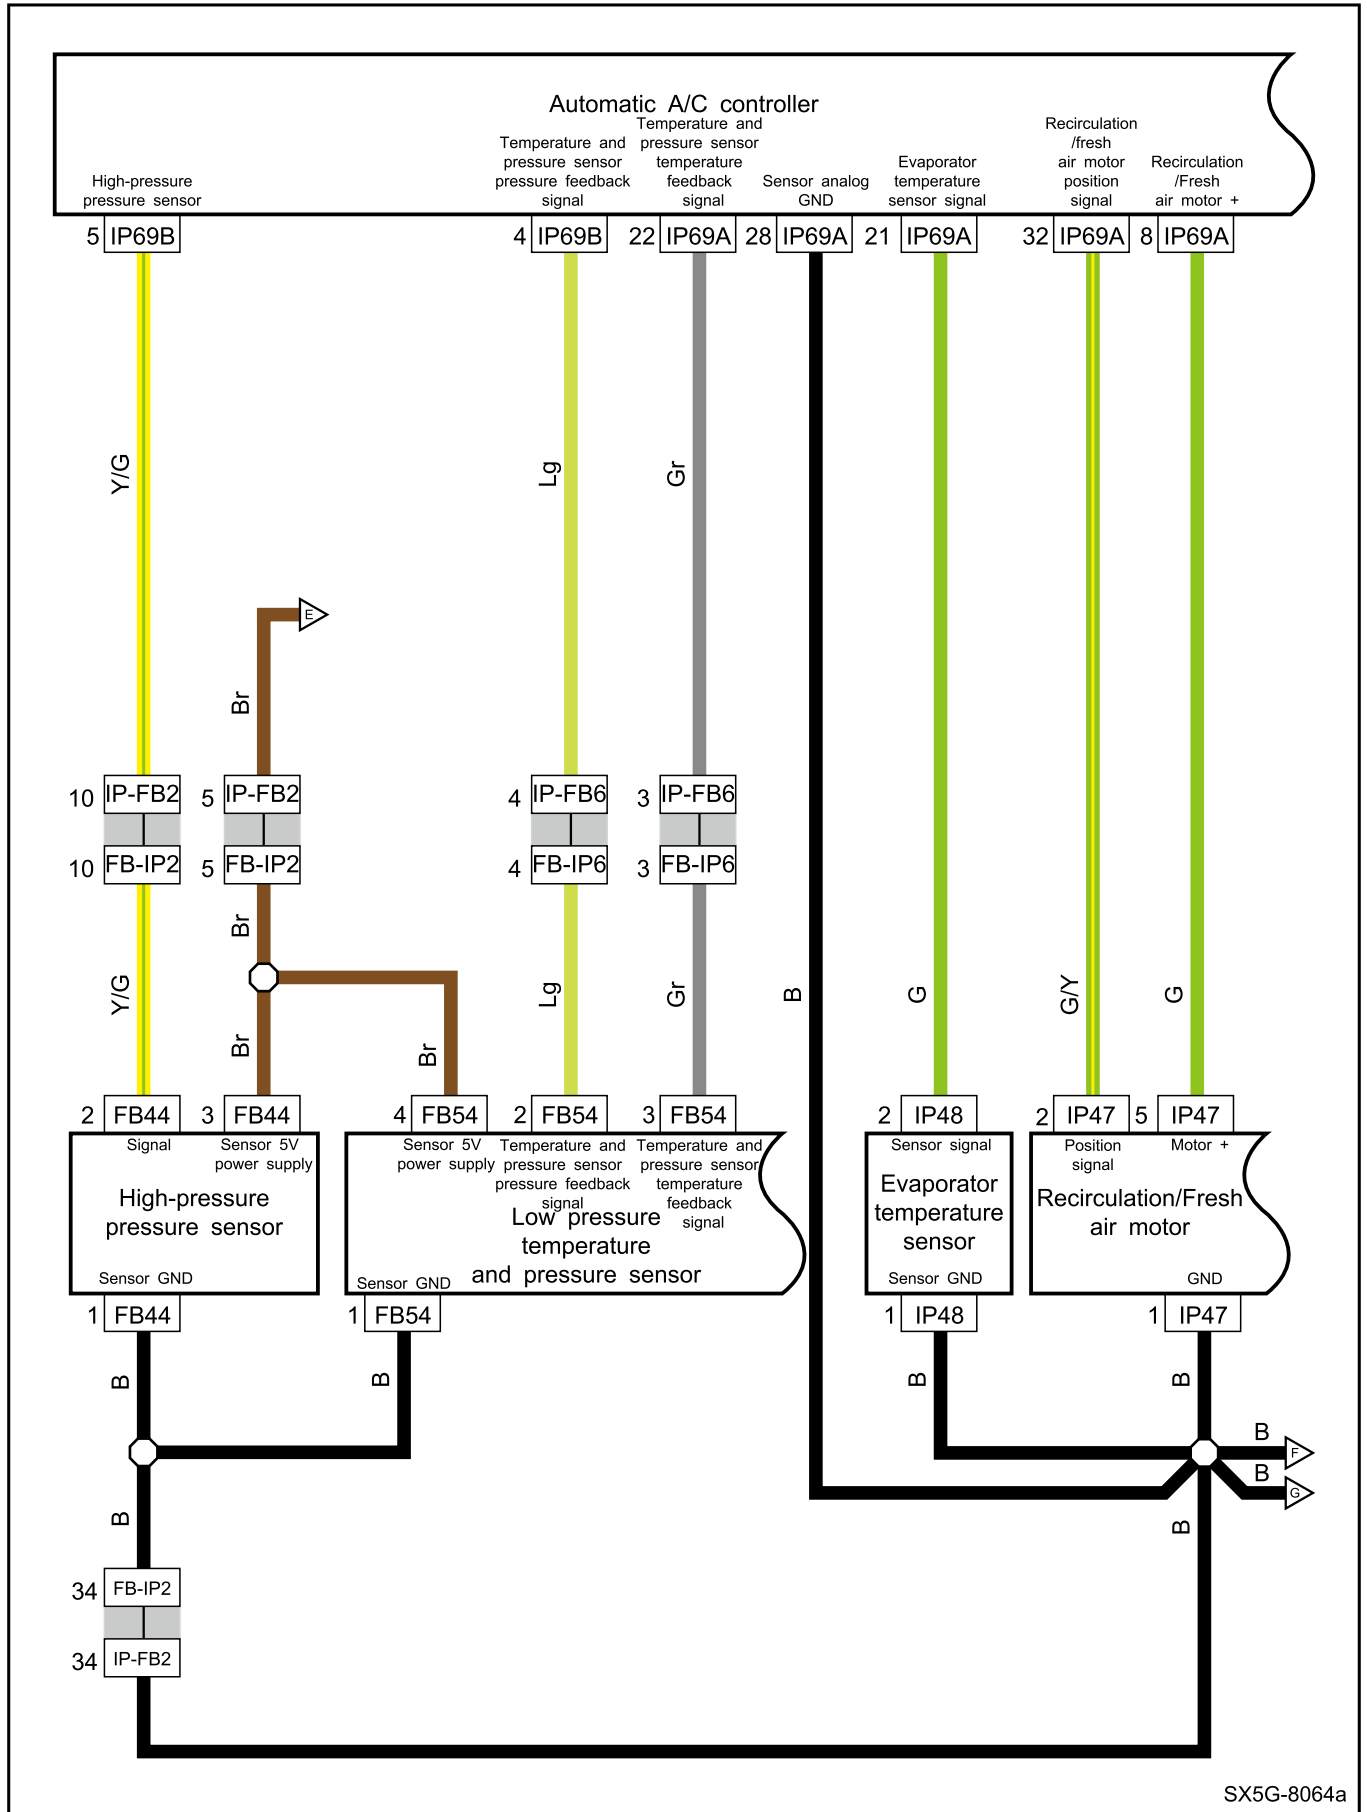 Automatic A/C controller
High-pressure
pressure sensor
Temperature and
pressure sensor
pressure feedback
signal
Temperature and
pressure sensor
temperature
feedback
signal
Sensor analog
GND
Evaporator
temperature
sensor signal
Recirculation
/fresh
air motor
position
signal
Recirculation
/Fresh
air motor +
5 IP69B
4 IP69B
22 IP69A
28 IP69A
21 IP69A
32 IP69A
8 IP69A
Y/G
Lg
Gr
E
Br
10 IP-FB2
5 IP-FB2
4 IP-FB6
3 IP-FB6
10 FB-IP2
5 FB-IP2
4 FB-IP6
3 FB-IP6
Br
Y/G
Lg
Gr
B
G
G/Y
G
Br
Br
2 FB44
3 FB44
4 FB54
2 FB54
3 FB54
2 IP48
2 IP47
5 IP47
Signal
Sensor 5V
power supply
High-pressure
pressure sensor
Sensor GND
Sensor 5V
power supply
Temperature and
pressure sensor
pressure feedback
signal
Temperature and
pressure sensor
temperature
feedback
signal
Low pressure
temperature
and pressure sensor
Sensor GND
Sensor signal
Evaporator
temperature
sensor
Sensor GND
Position
signal
Motor +
Recirculation/Fresh
air motor
GND
1 FB44
1 FB54
1 IP48
1 IP47
B
B
B
B
B
F
B
G
B
B
34 FB-IP2
34 IP-FB2
SX5G-8064a